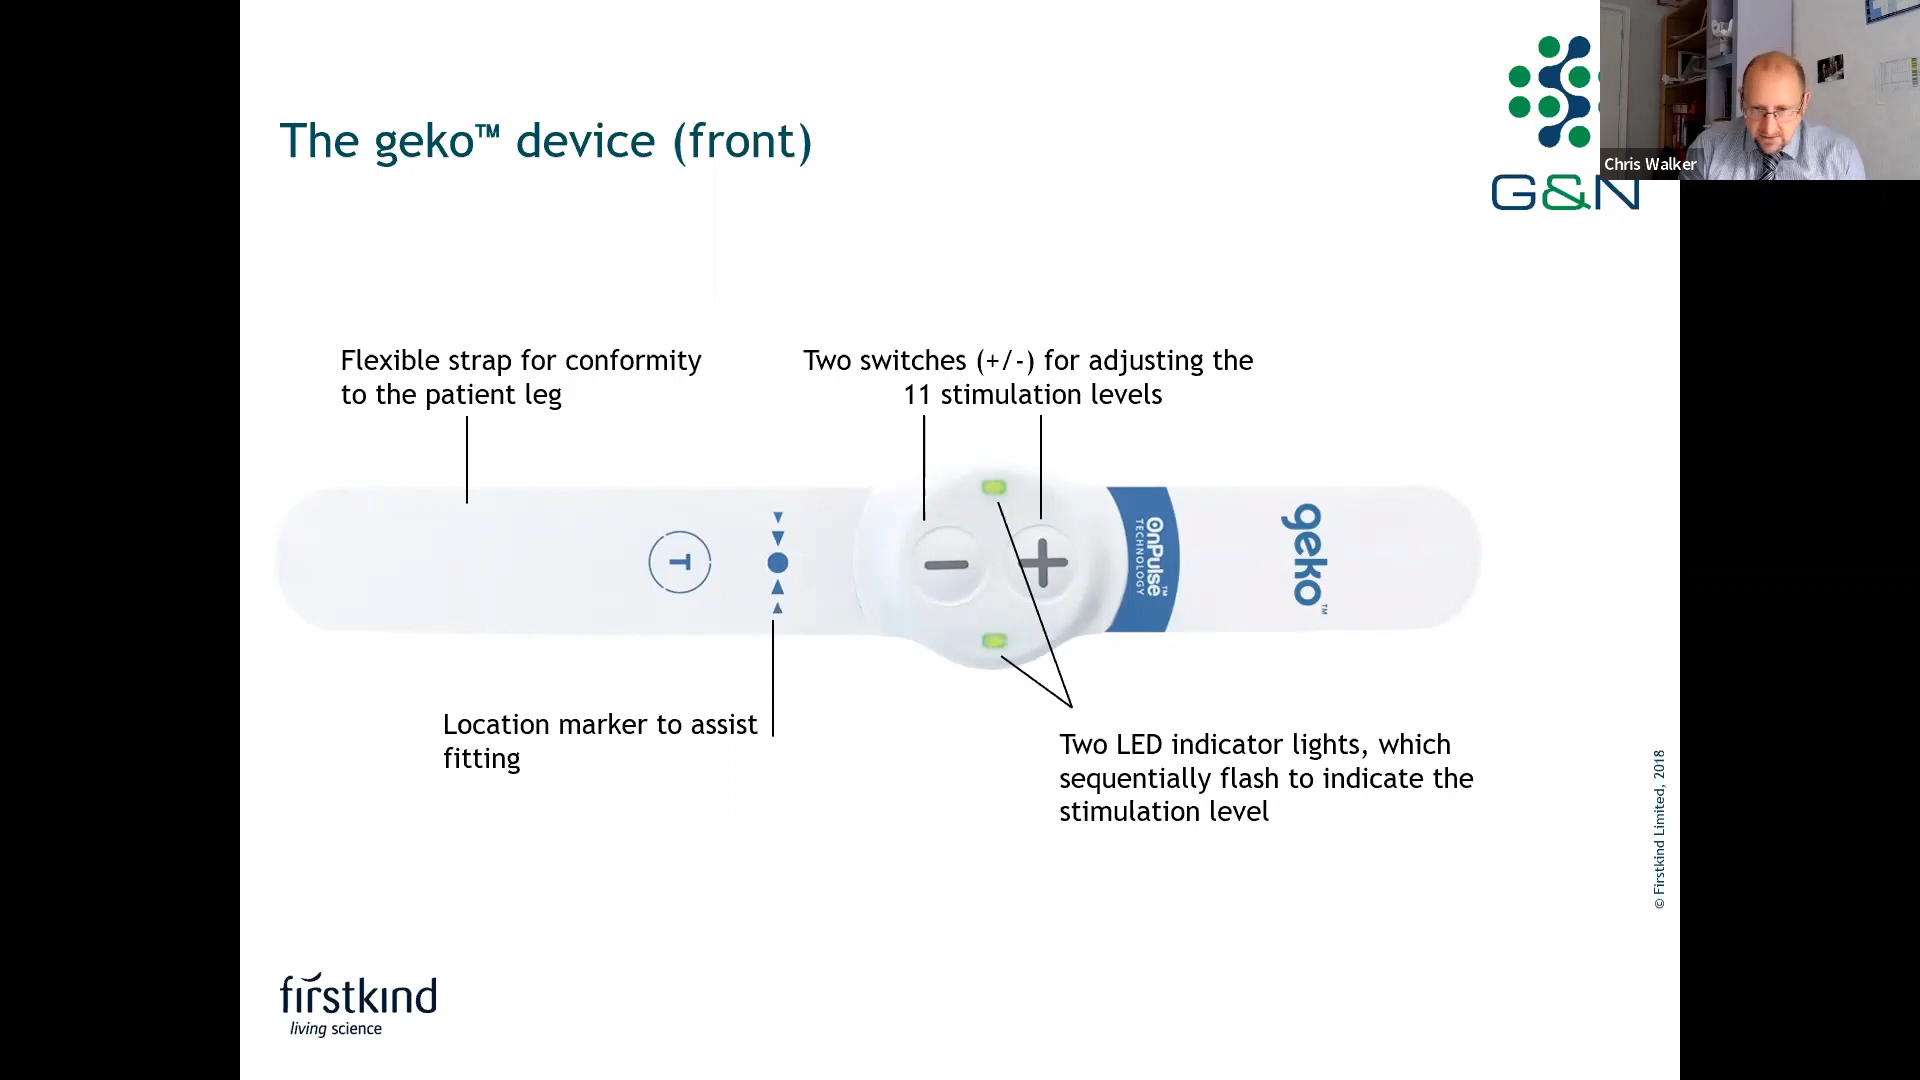 The geko™ device (front)
G&N
Chris Walker
Flexible strap for conformity
to the patient leg
Two switches (+/-) for adjusting the
11 stimulation levels
T
OnPulse™
TECHNOLOGY
geko™
Location marker to assist
fitting
Two LED indicator lights, which
sequentially flash to indicate the
stimulation level
© Firstkind Limited, 2018
firstkind
living science